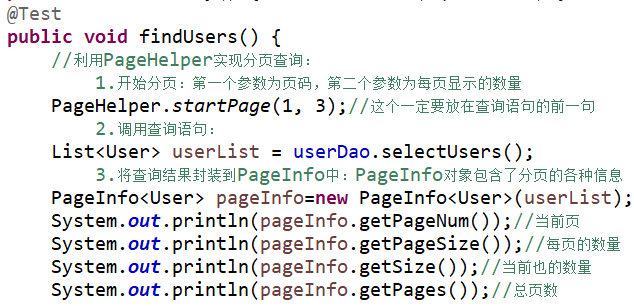 @Test
public void findUsers() {
//利用PageHelper实现分页查询：
1.开始分页：第一个参数为页码，第二个参数为每页显示的数量
PageHelper.startPage(1, 3);//这个一定要放在查询语句的前一句
2.调用查询语句：
List<User> userList = userDao.selectUsers();
3.将查询结果封装到PageInfo中：PageInfo对象包含了分页的各种信息
PageInfo<User> pageInfo=new PageInfo<User>(userList);
System.out.println(pageInfo.getPageNum());//当前页
System.out.println(pageInfo.getPageSize());//每页的数量
System.out.println(pageInfo.getSize());//当前也的数量
System.out.println(pageInfo.getPages());//总页数